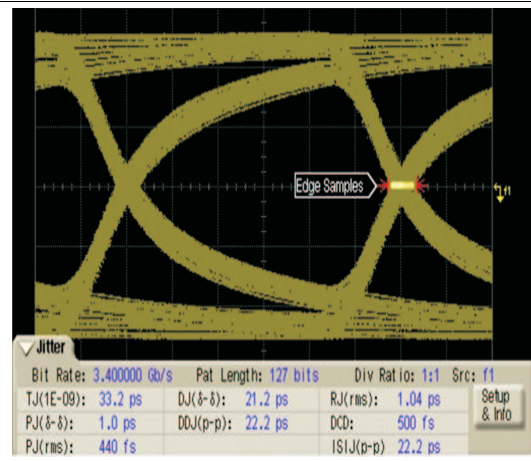 Edge Samples
f1
Jitter
Bit Rate: 3.400000 Gb/s Pat Length: 127 bits Div Ratio: 1:1 Src: f1
TJ(1E-09): 33.2 ps DJ(δ-δ): 21.2 ps RJ(rms): 1.04 ps Setup & Info
PJ(δ-δ): 1.0 ps DDJ(p-p): 22.2 ps DCD: 500 fs
PJ(rms): 440 fs ISIJ(p-p) 22.2 ps